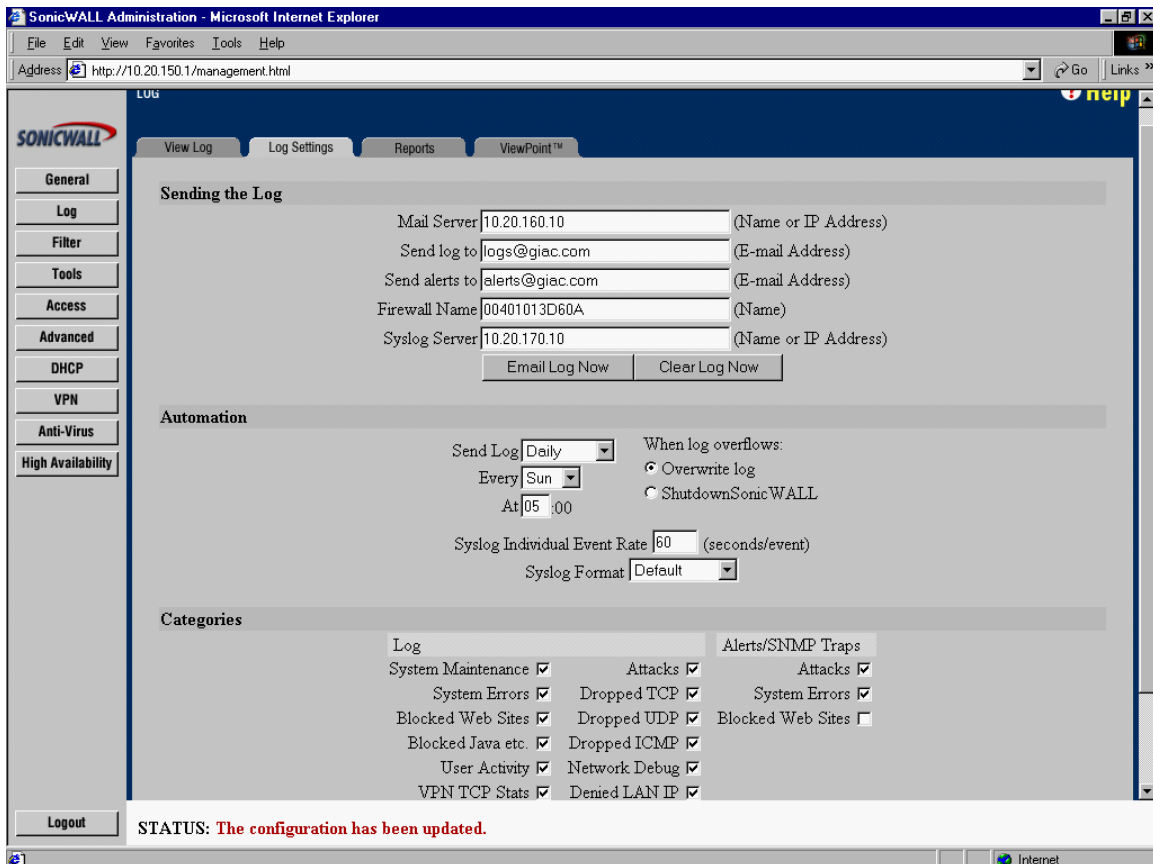 SonicWALL Administration - Microsoft Internet Explorer
File Edit View Favorites Tools Help
Address http://10.20.150.1/management.html Go Links »
LOG Help
SONICWALL
View Log Log Settings Reports ViewPoint™
General
Log
Filter
Tools
Access
Advanced
DHCP
VPN
Anti-Virus
High Availability
Logout
Sending the Log
Mail Server 10.20.160.10 (Name or IP Address)
Send log to logs@giac.com (E-mail Address)
Send alerts to alerts@giac.com (E-mail Address)
Firewall Name 00401013D60A (Name)
Syslog Server 10.20.170.10 (Name or IP Address)
Email Log Now Clear Log Now
Automation
Send Log Daily When log overflows:
Every Sun Overwrite log
At 05 :00 ShutdownSonicWALL
Syslog Individual Event Rate 60 (seconds/event)
Syslog Format Default
Categories
Log Alerts/SNMP Traps
System Maintenance Attacks Attacks
System Errors Dropped TCP System Errors
Blocked Web Sites Dropped UDP Blocked Web Sites
Blocked Java etc. Dropped ICMP
User Activity Network Debug
VPN TCP Stats Denied LAN IP
STATUS: The configuration has been updated.
Internet